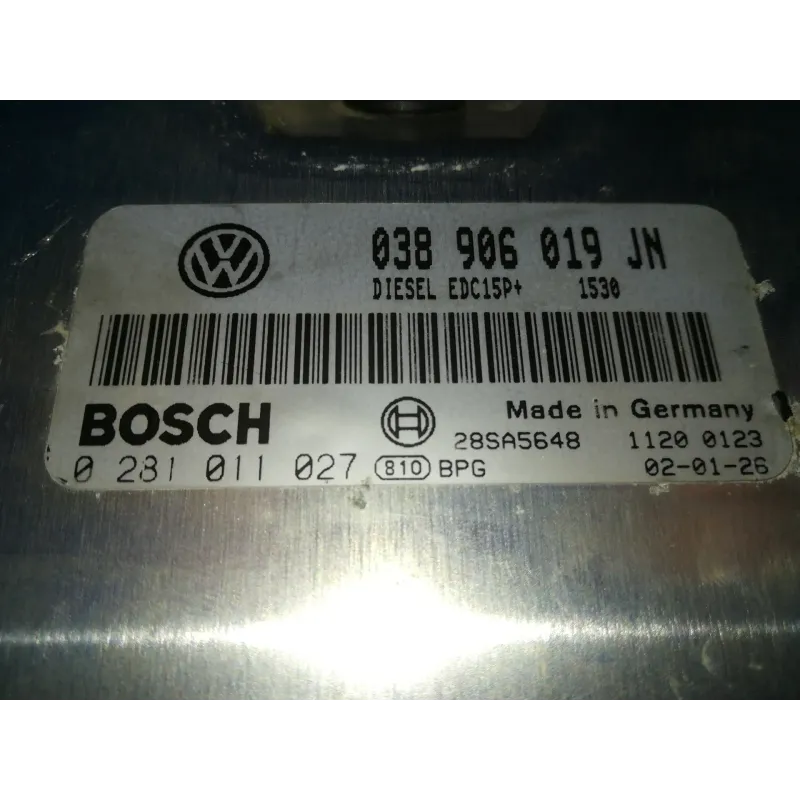 038 906 019 JN
DIESEL EDC15P+ 1530
BOSCH
Made in Germany
28SA5648 1120 0123
0 281 011 027 810 BPG 02-01-26